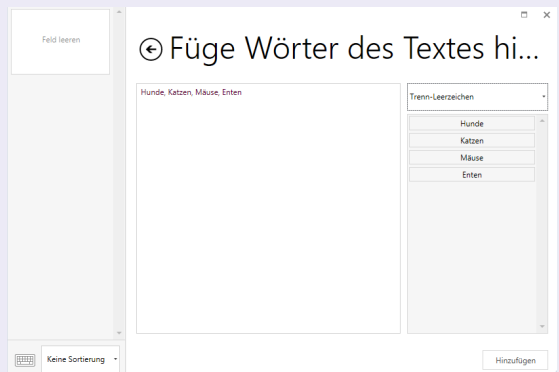 Feld leeren
Füge Wörter des Textes hi...
Hunde, Katzen, Mäuse, Enten
Trenn-Leerzeichen
Hunde
Katzen
Mäuse
Enten
Keine Sortierung
Hinzufügen